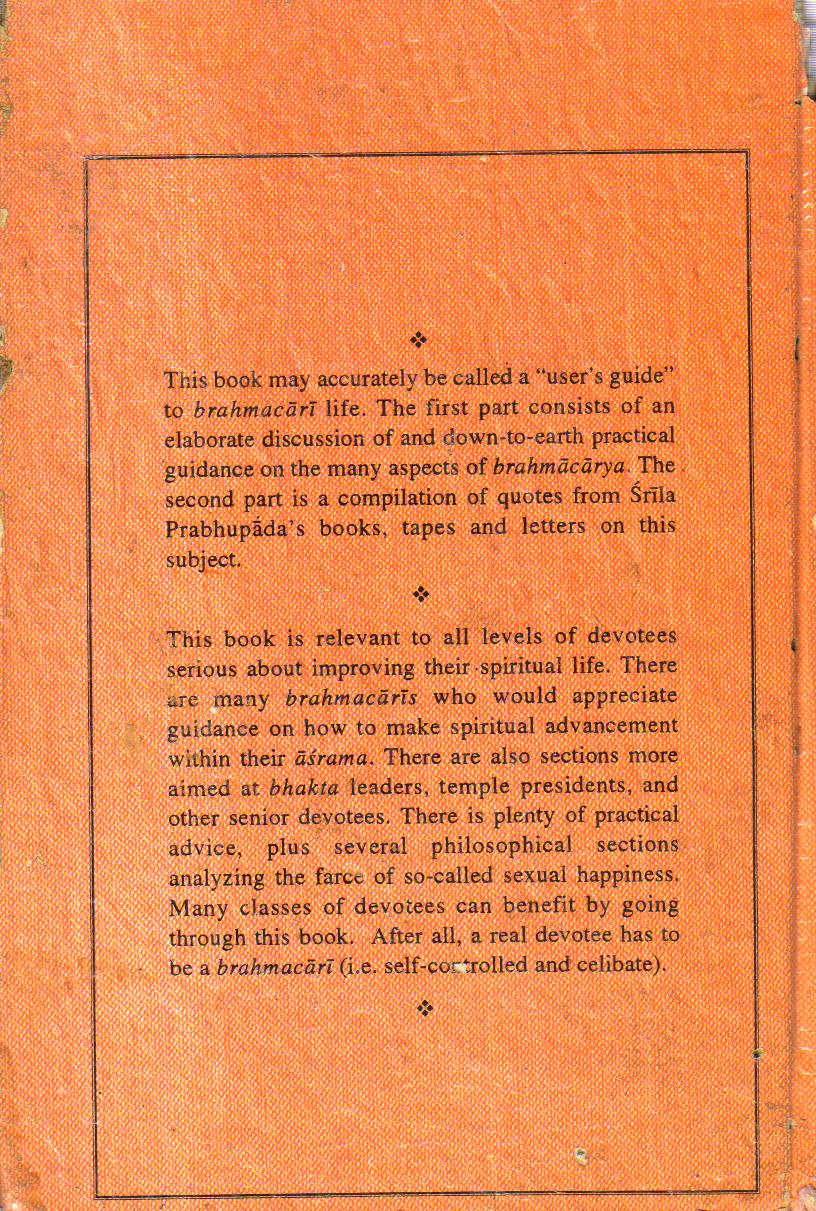 This book may accurately be called a “user’s guide”
to brahmacārī life. The first part consists of an
elaborate discussion of and down-to-earth practical
guidance on the many aspects of brahmācārya. The
second part is a compilation of quotes from Śrīla
Prabhupāda’s books, tapes and letters on this
subject.
This book is relevant to all levels of devotees
serious about improving their spiritual life. There
are many brahmacārīs who would appreciate
guidance on how to make spiritual advancement
within their āśrama. There are also sections more
aimed at bhakta leaders, temple presidents, and
other senior devotees. There is plenty of practical
advice, plus several philosophical sections
analyzing the farce of so-called sexual happiness.
Many classes of devotees can benefit by going
through this book. After all, a real devotee has to
be a brahmacārī (i.e. self-controlled and celibate).